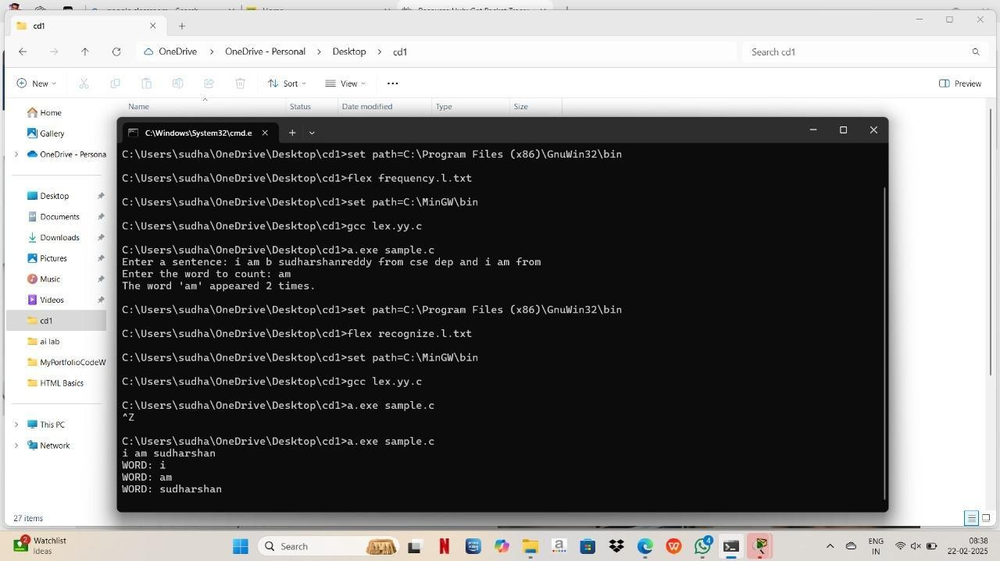 cd1
OneDrive > OneDrive - Personal > Desktop > cd1
Search cd1
New
Sort
View
Preview
Name Status Date modified Type Size
Home
Gallery
OneDrive - Persona
Desktop
Documents
Downloads
Pictures
Music
Videos
cd1
ai lab
MyPortfolioCodeW
HTML Basics
This PC
Network
27 items
C:\Windows\System32\cmd.e
C:\Users\sudha\OneDrive\Desktop\cd1>set path=C:\Program Files (x86)\GnuWin32\bin
C:\Users\sudha\OneDrive\Desktop\cd1>flex frequency.l.txt
C:\Users\sudha\OneDrive\Desktop\cd1>set path=C:\MinGW\bin
C:\Users\sudha\OneDrive\Desktop\cd1>gcc lex.yy.c
C:\Users\sudha\OneDrive\Desktop\cd1>a.exe sample.c
Enter a sentence: i am b sudharshanreddy from cse dep and i am from
Enter the word to count: am
The word 'am' appeared 2 times.
C:\Users\sudha\OneDrive\Desktop\cd1>set path=C:\Program Files (x86)\GnuWin32\bin
C:\Users\sudha\OneDrive\Desktop\cd1>flex recognize.l.txt
C:\Users\sudha\OneDrive\Desktop\cd1>set path=C:\MinGW\bin
C:\Users\sudha\OneDrive\Desktop\cd1>gcc lex.yy.c
C:\Users\sudha\OneDrive\Desktop\cd1>a.exe sample.c
^Z
C:\Users\sudha\OneDrive\Desktop\cd1>a.exe sample.c
i am sudharshan
WORD: i
WORD: am
WORD: sudharshan
2
Watchlist
Ideas
Search
4
ENG
IN
08:38
22-02-2025